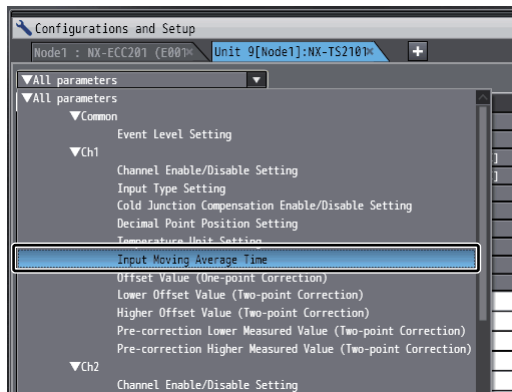 Configurations and Setup
Node1 : NX-ECC201 (E001× Unit 9[Node1]:NX-TS2101× +
▼All parameters ▼
▼All parameters
▼Common
Event Level Setting
▼Ch1
Channel Enable/Disable Setting
Input Type Setting
Cold Junction Compensation Enable/Disable Setting
Decimal Point Position Setting
Temperature Unit Setting
Input Moving Average Time
Offset Value (One-point Correction)
Lower Offset Value (Two-point Correction)
Higher Offset Value (Two-point Correction)
Pre-correction Lower Measured Value (Two-point Correction)
Pre-correction Higher Measured Value (Two-point Correction)
▼Ch2
Channel Enable/Disable Setting